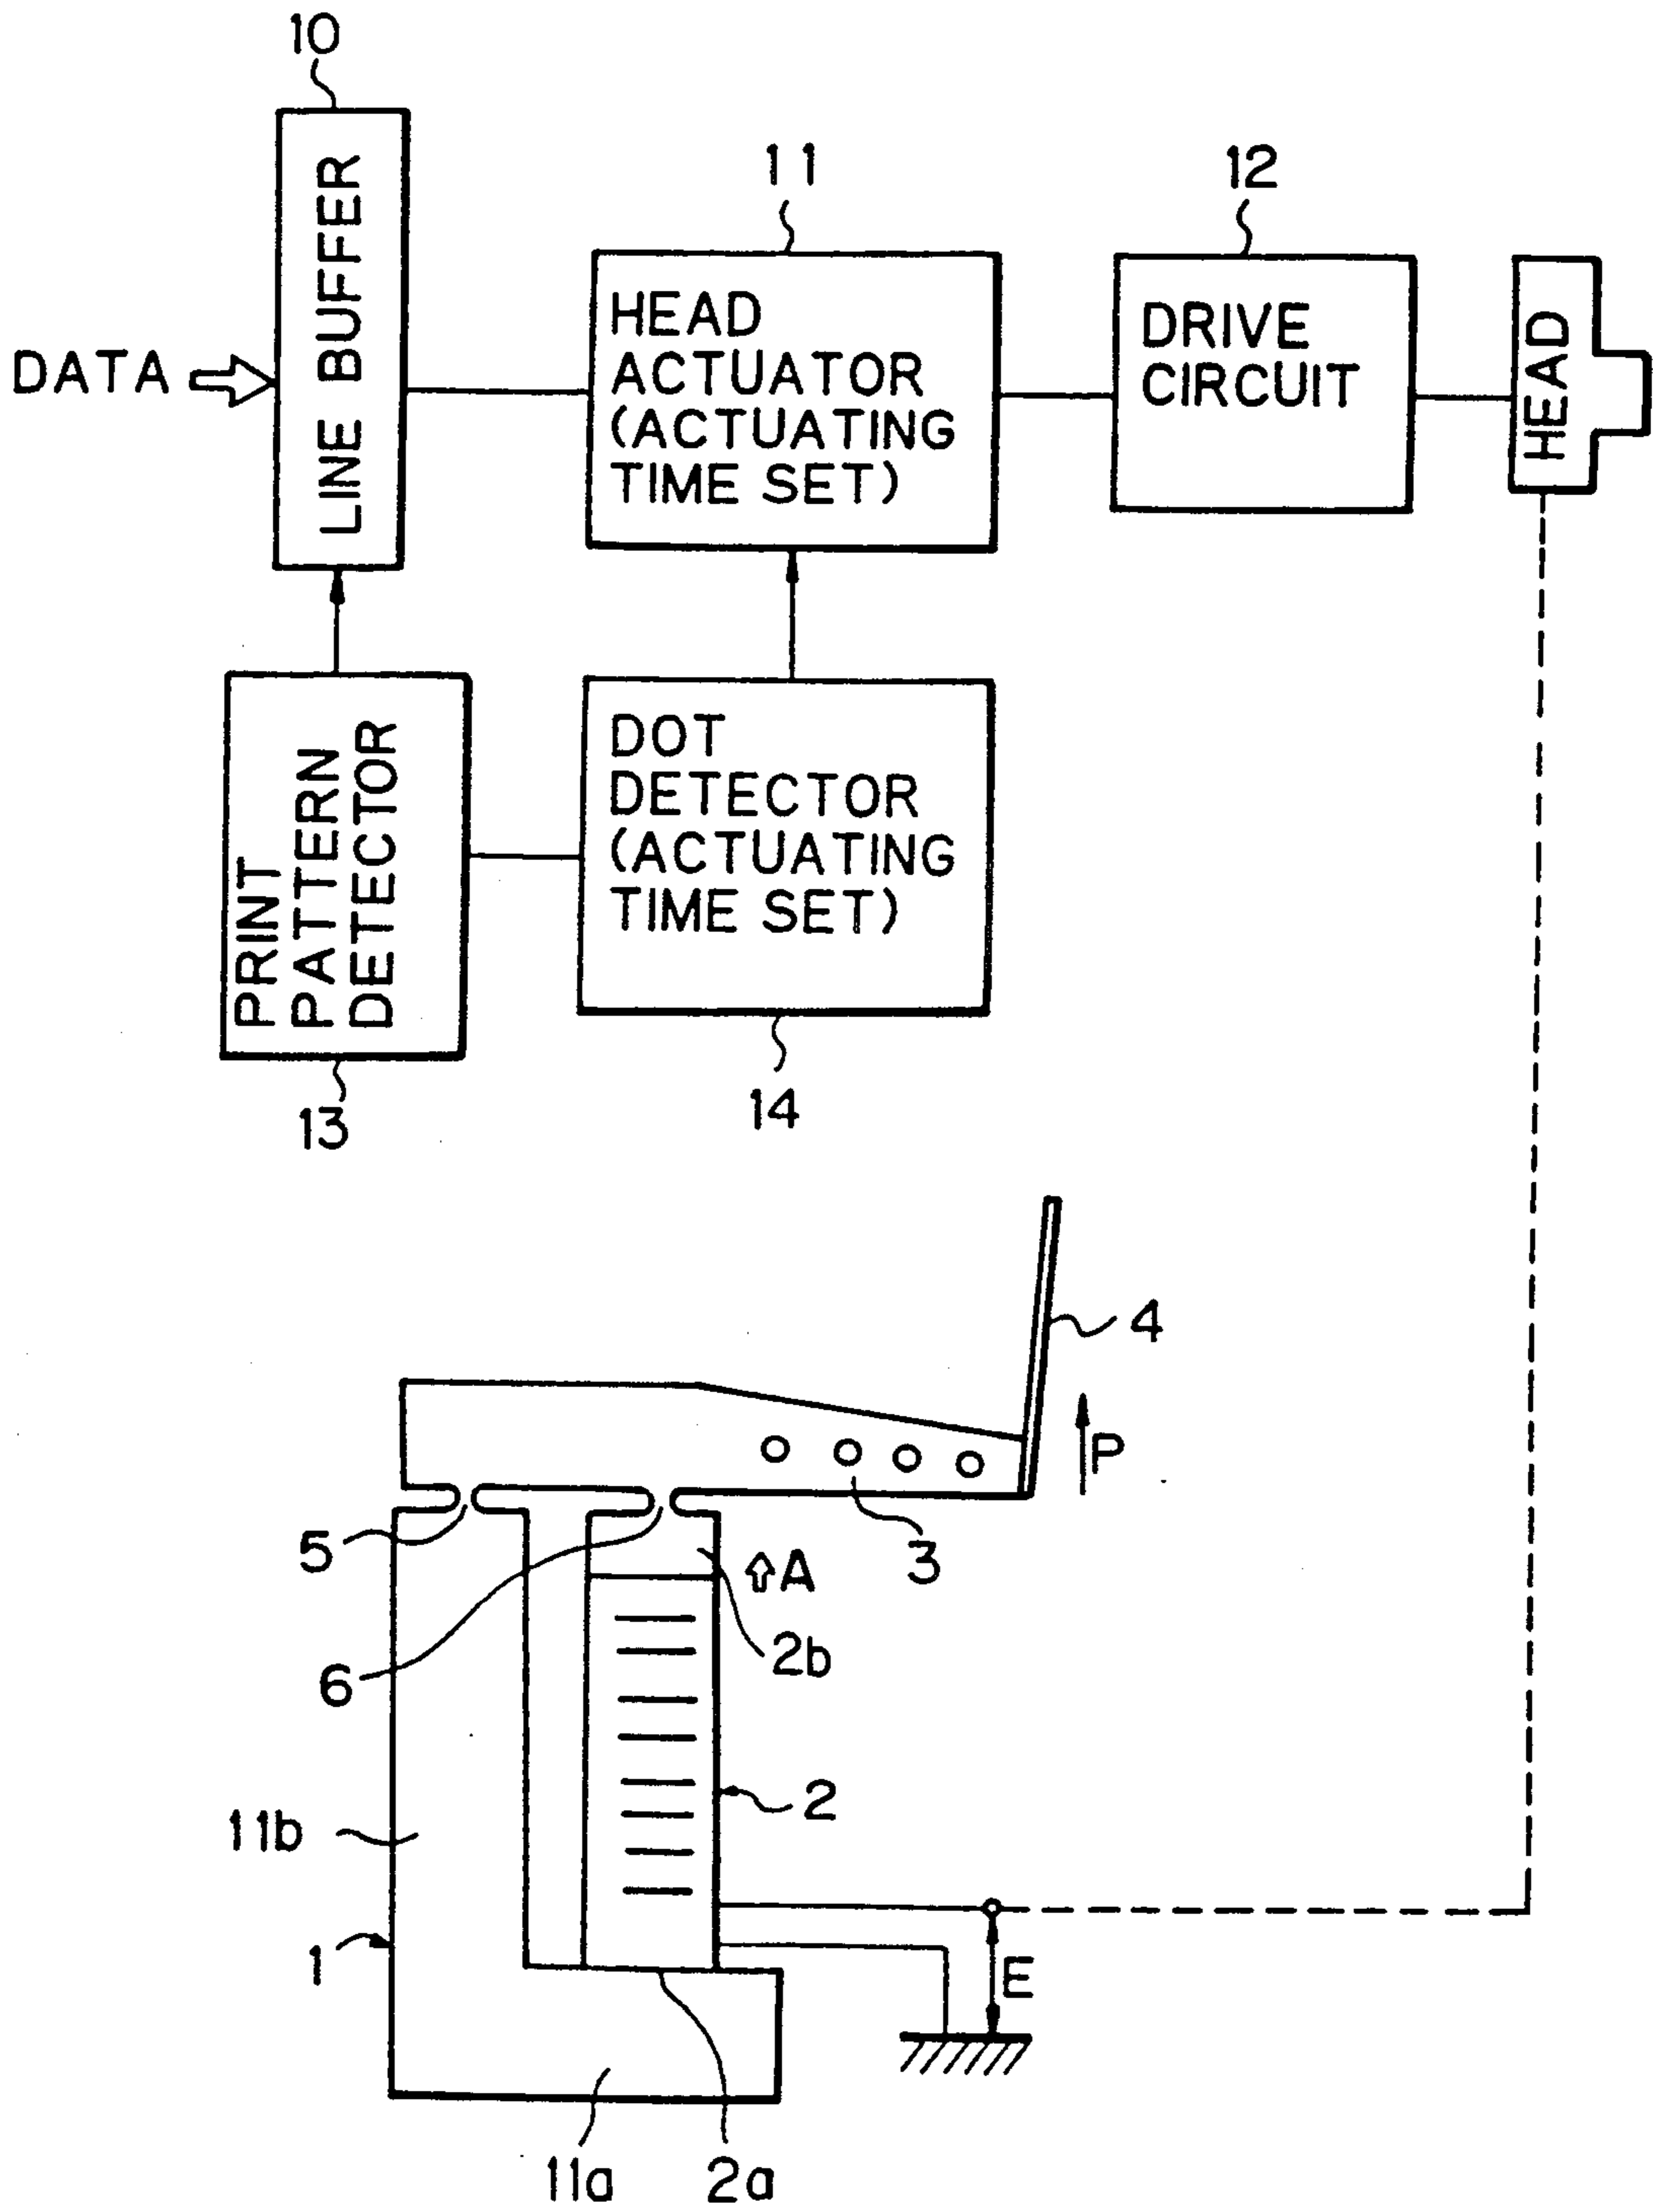 10
11
12
DATA
LINE BUFFER
HEAD
ACTUATOR
(ACTUATING
TIME SET)
DRIVE
CIRCUIT
HEAD
PRINT
PATTERN
DETECTOR
DOT
DETECTOR
(ACTUATING
TIME SET)
13
14
4
P
5
3
A
6
2b
2
11b
1
E
11a
2a